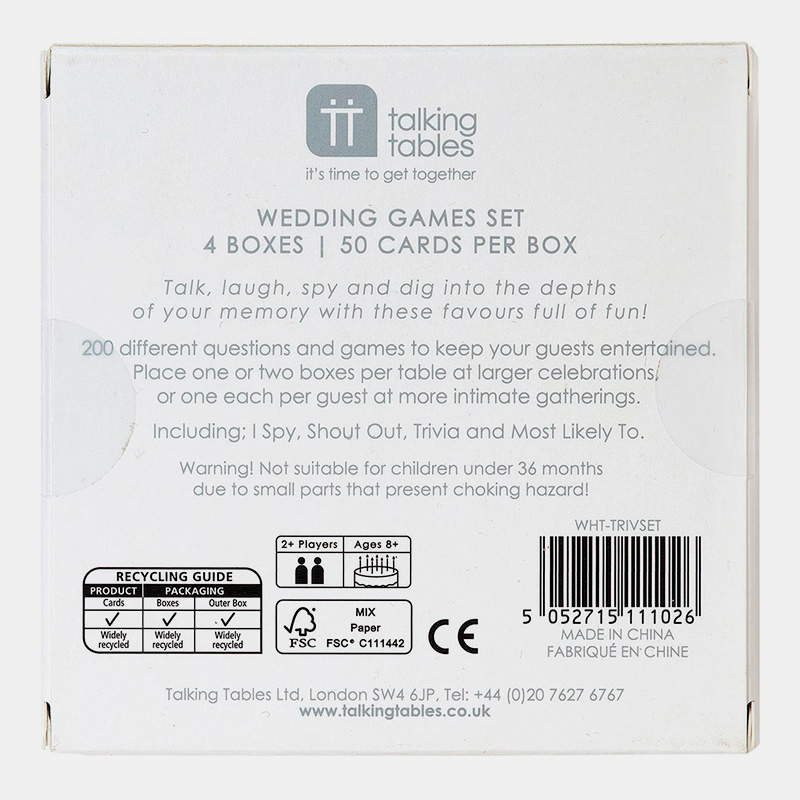 talking
tables
it's time to get together
WEDDING GAMES SET
4 BOXES | 50 CARDS PER BOX
Talk, laugh, spy and dig into the depths
of your memory with these favours full of fun!
200 different questions and games to keep your guests entertained.
Place one or two boxes per table at larger celebrations,
or one each per guest at more intimate gatherings.
Including; I Spy, Shout Out, Trivia and Most Likely To.
Warning! Not suitable for children under 36 months
due to small parts that present choking hazard!
WHT-TRIVSET
2+ Players Ages 8+
RECYCLING GUIDE
PRODUCT PACKAGING
Cards Boxes Outer Box
Widely recycled Widely recycled Widely recycled
FSC
MIX
Paper
FSC® C111442
CE
5 052715 111026
MADE IN CHINA
FABRIQUÉ EN CHINE
Talking Tables Ltd, London SW4 6JP, Tel: +44 (0)20 7627 6767
www.talkingtables.co.uk